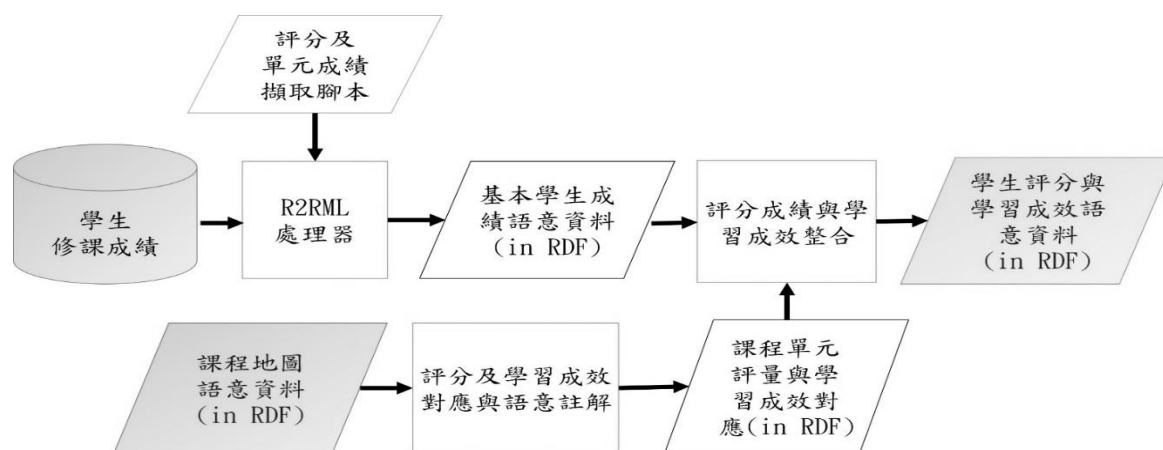 評分及
單元成績
擷取腳本
學生
修課成績
R2RML
處理器
基本學生成
績語意資料
(in RDF)
評分成績與學
習成效整合
學生評分與
學習成效語
意資料
(in RDF)
課程地圖
語意資料
(in RDF)
評分及學習成效
對應與語意註解
課程單元
評量與學
習成效對
應(in RDF)